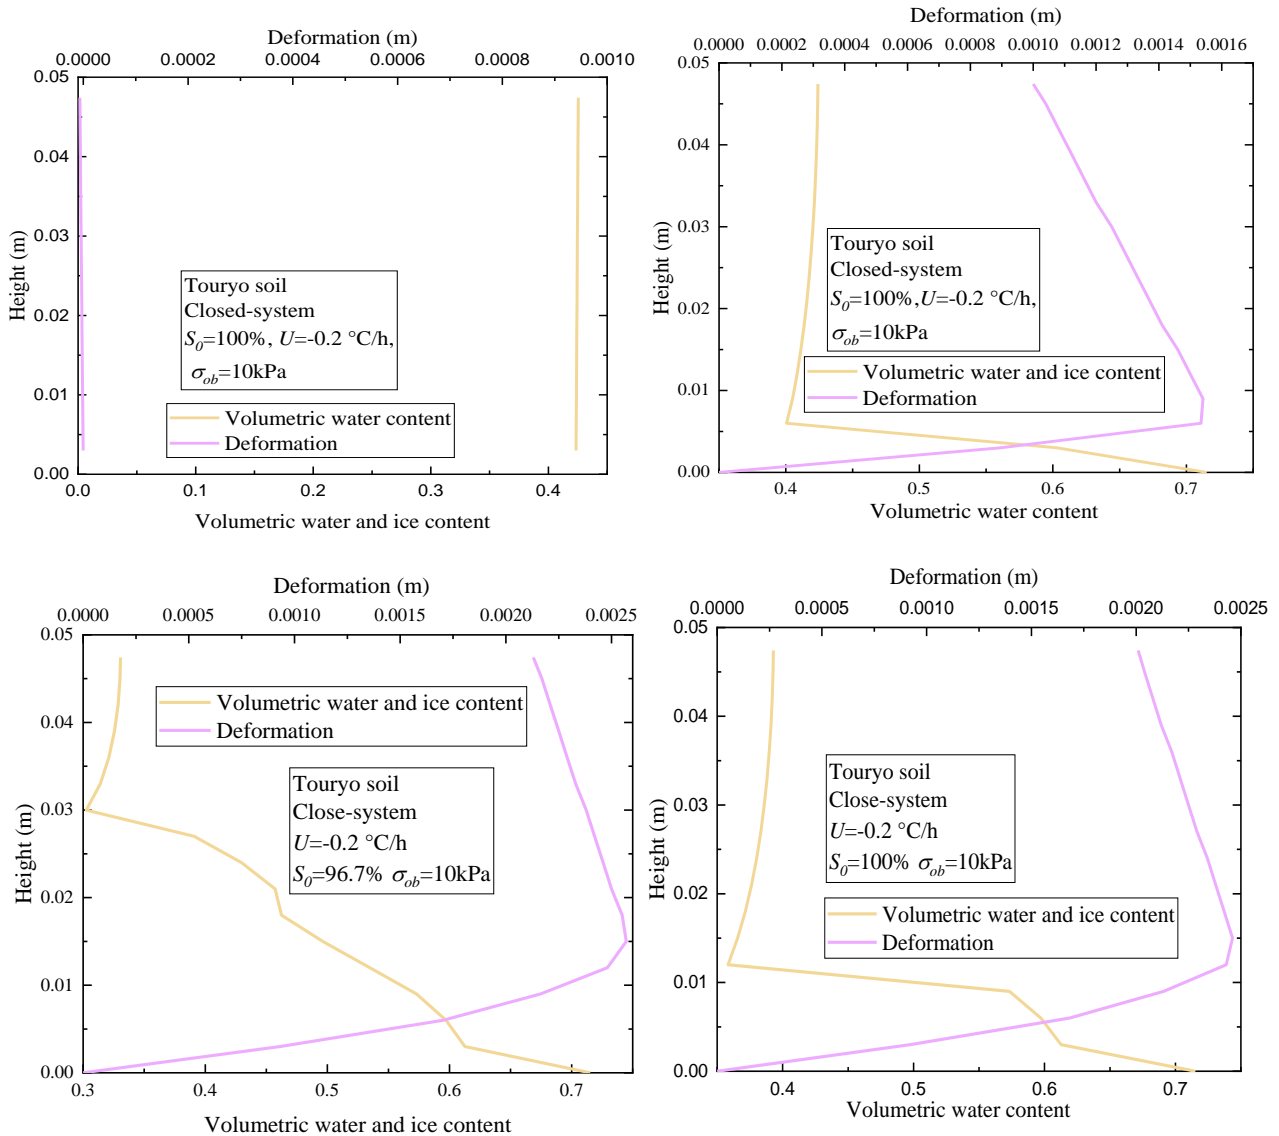 Deformation (m)
0.0000 0.0002 0.0004 0.0006 0.0008 0.0010
0.05
0.04
0.03
0.02
0.01
0.00
Height (m)
Touryo soil
Closed-system
S0=100%, U=-0.2 °C/h,
σob=10kPa
Volumetric water content
Deformation
0.0 0.1 0.2 0.3 0.4
Volumetric water and ice content
Deformation (m)
0.0000 0.0002 0.0004 0.0006 0.0008 0.0010 0.0012 0.0014 0.0016
0.05
0.04
0.03
0.02
0.01
0.00
Height (m)
Touryo soil
Closed-system
S0=100%,U=-0.2 °C/h,
σob=10kPa
Volumetric water and ice content
Deformation
0.4 0.5 0.6 0.7
Volumetric water content
Deformation (m)
0.0000 0.0005 0.0010 0.0015 0.0020 0.0025
0.05
0.04
0.03
0.02
0.01
0.00
Height (m)
Volumetric water and ice content
Deformation
Touryo soil
Close-system
U=-0.2 °C/h
S0=96.7% σob=10kPa
0.3 0.4 0.5 0.6 0.7
Volumetric water and ice content
Deformation (m)
0.0000 0.0005 0.0010 0.0015 0.0020 0.0025
0.05
0.04
0.03
0.02
0.01
0.00
Height (m)
Touryo soil
Close-system
U=-0.2 °C/h
S0=100% σob=10kPa
Volumetric water and ice content
Deformation
0.4 0.5 0.6 0.7
Volumetric water content